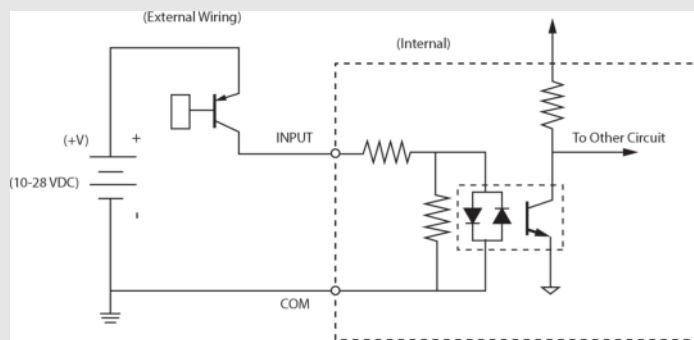 (External Wiring)
(Internal)
To Other Circuit
INPUT
(+V)
+
(10-28 VDC)
-
COM